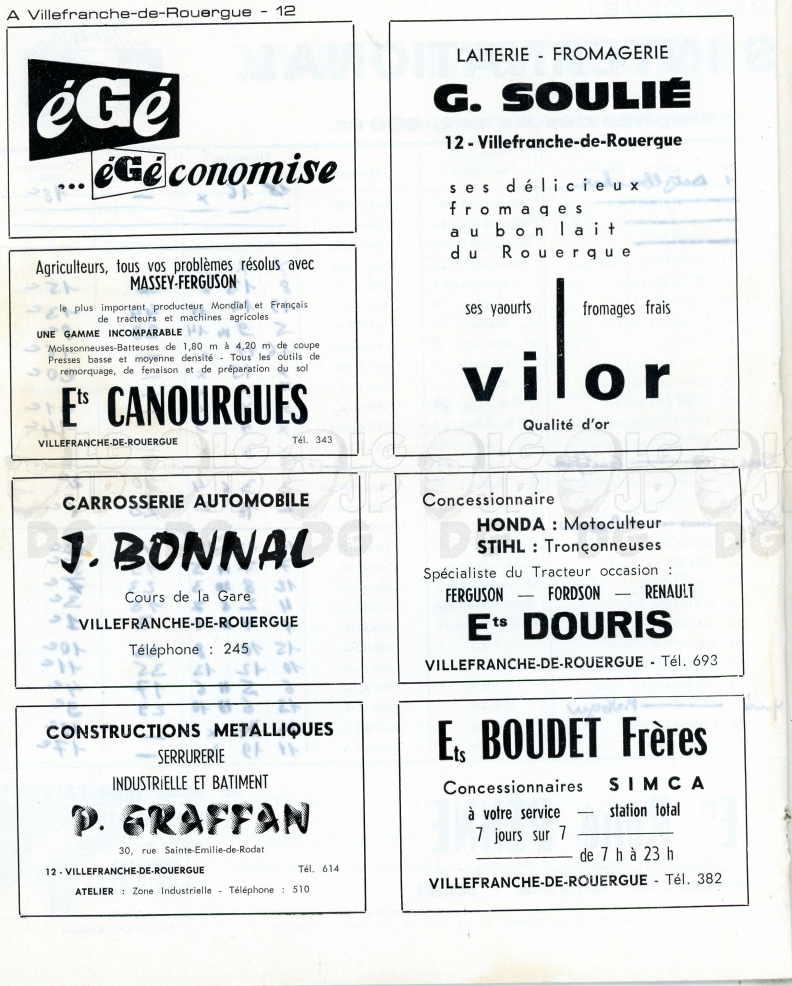 A Villefranche-de-Rouergue - 12
éGé
... éGé conomise
LAITERIE - FROMAGERIE
G. SOULIÉ
12 - Villefranche-de-Rouergue
ses délicieux
fromages
au bon lait
du Rouergue
ses yaourts
fromages frais
vilor
Qualité d'or
Agriculteurs, tous vos problèmes résolus avec
MASSEY-FERGUSON
le plus important producteur Mondial et Français
de tracteurs et machines agricoles
UNE GAMME INCOMPARABLE
Moissonneuses-Batteuses de 1,80 m à 4,20 m de coupe
Presses basse et moyenne densité - Tous les outils de
remorquage, de fenaison et de préparation du sol
Ets CANOURGUES
VILLEFRANCHE-DE-ROUERGUE Tél. 343
CARROSSERIE AUTOMOBILE
J. BONNAL
Cours de la Gare
VILLEFRANCHE-DE-ROUERGUE
Téléphone : 245
Concessionnaire
HONDA : Motoculteur
STIHL : Tronçonneuses
Spécialiste du Tracteur occasion :
FERGUSON — FORDSON — RENAULT
Ets DOURIS
VILLEFRANCHE-DE-ROUERGUE - Tél. 693
CONSTRUCTIONS METALLIQUES
SERRURERIE
INDUSTRiELLE ET BATIMENT
P. GRAFFAN
30, rue Sainte-Emilie-de-Rodat
12 - VILLEFRANCHE-DE-ROUERGUE Tél. 614
ATELIER : Zone Industrielle - Téléphone : 510
Ets BOUDET Frères
Concessionnaires SIMCA
à votre service — station total
7 jours sur 7
de 7 h à 23 h
VILLEFRANCHE-DE-ROUERGUE - Tél. 382